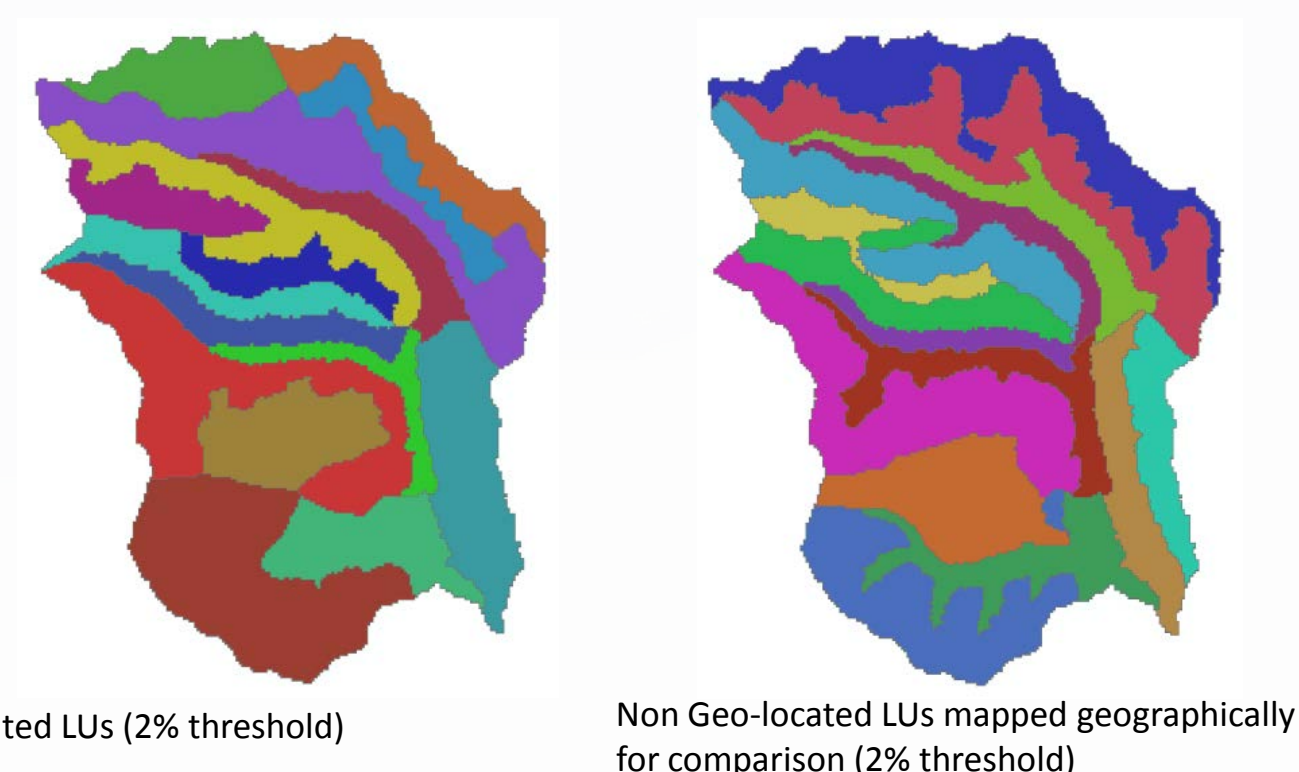 ted LUs (2% threshold)
Non Geo-located LUs mapped geographically
for comparison (2% threshold)